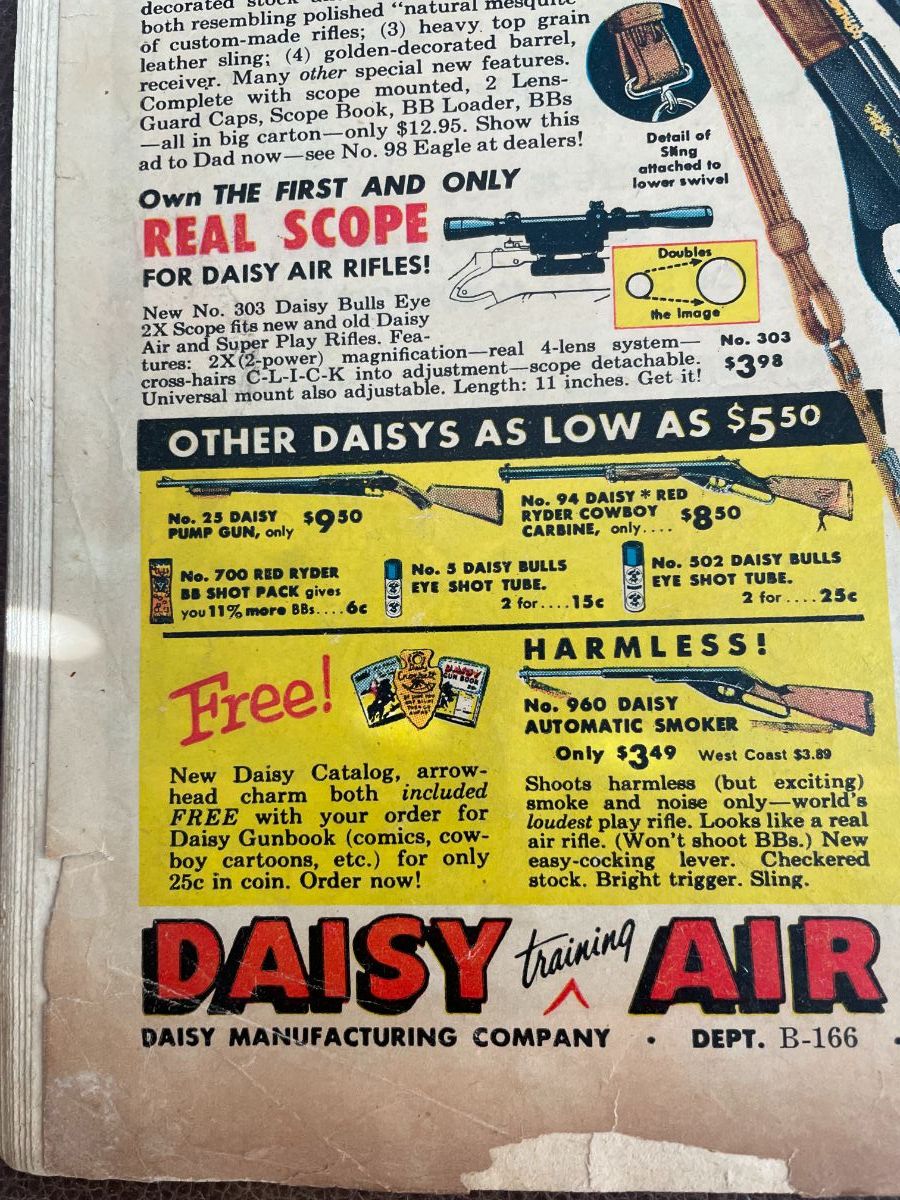 decorated stock
both resembling polished "natural mesquite"
of custom-made rifles; (3) heavy top grain
leather sling; (4) golden-decorated barrel,
receiver. Many other special new features.
Complete with scope mounted, 2 Lens-
Guard Caps, Scope Book, BB Loader, BBs
—all in big carton—only $12.95. Show this
ad to Dad now—see No. 98 Eagle at dealers!
Detail of
Sling
attached to
lower swivel
Own THE FIRST AND ONLY
REAL SCOPE
FOR DAISY AIR RIFLES!
Doubles
the Image
New No. 303 Daisy Bulls Eye
2X Scope fits new and old Daisy
Air and Super Play Rifles. Fea-
tures: 2X(2-power) magnification—real 4-lens system—
cross-hairs C-L-I-C-K into adjustment—scope detachable.
Universal mount also adjustable. Length: 11 inches. Get it!
No. 303
$3.98
OTHER DAISYS AS LOW AS $5.50
No. 25 DAISY
PUMP GUN, only $9.50
No. 94 DAISY * RED
RYDER COWBOY
CARBINE, only.... $8.50
No. 700 RED RYDER
BB SHOT PACK gives
you 11% more BBs....6c
No. 5 DAISY BULLS
EYE SHOT TUBE.
2 for....15c
No. 502 DAISY BULLS
EYE SHOT TUBE.
2 for....25c
Free!
DAISY
GUN BOOK
New Daisy Catalog, arrow-
head charm both included
FREE with your order for
Daisy Gunbook (comics, cow-
boy cartoons, etc.) for only
25c in coin. Order now!
HARMLESS!
No. 960 DAISY
AUTOMATIC SMOKER
Only $3.49 West Coast $3.89
Shoots harmless (but exciting)
smoke and noise only—world's
loudest play rifle. Looks like a real
air rifle. (Won't shoot BBs.) New
easy-cocking lever. Checkered
stock. Bright trigger. Sling.
DAISY training AIR
DAISY MANUFACTURING COMPANY • DEPT. B-166 •